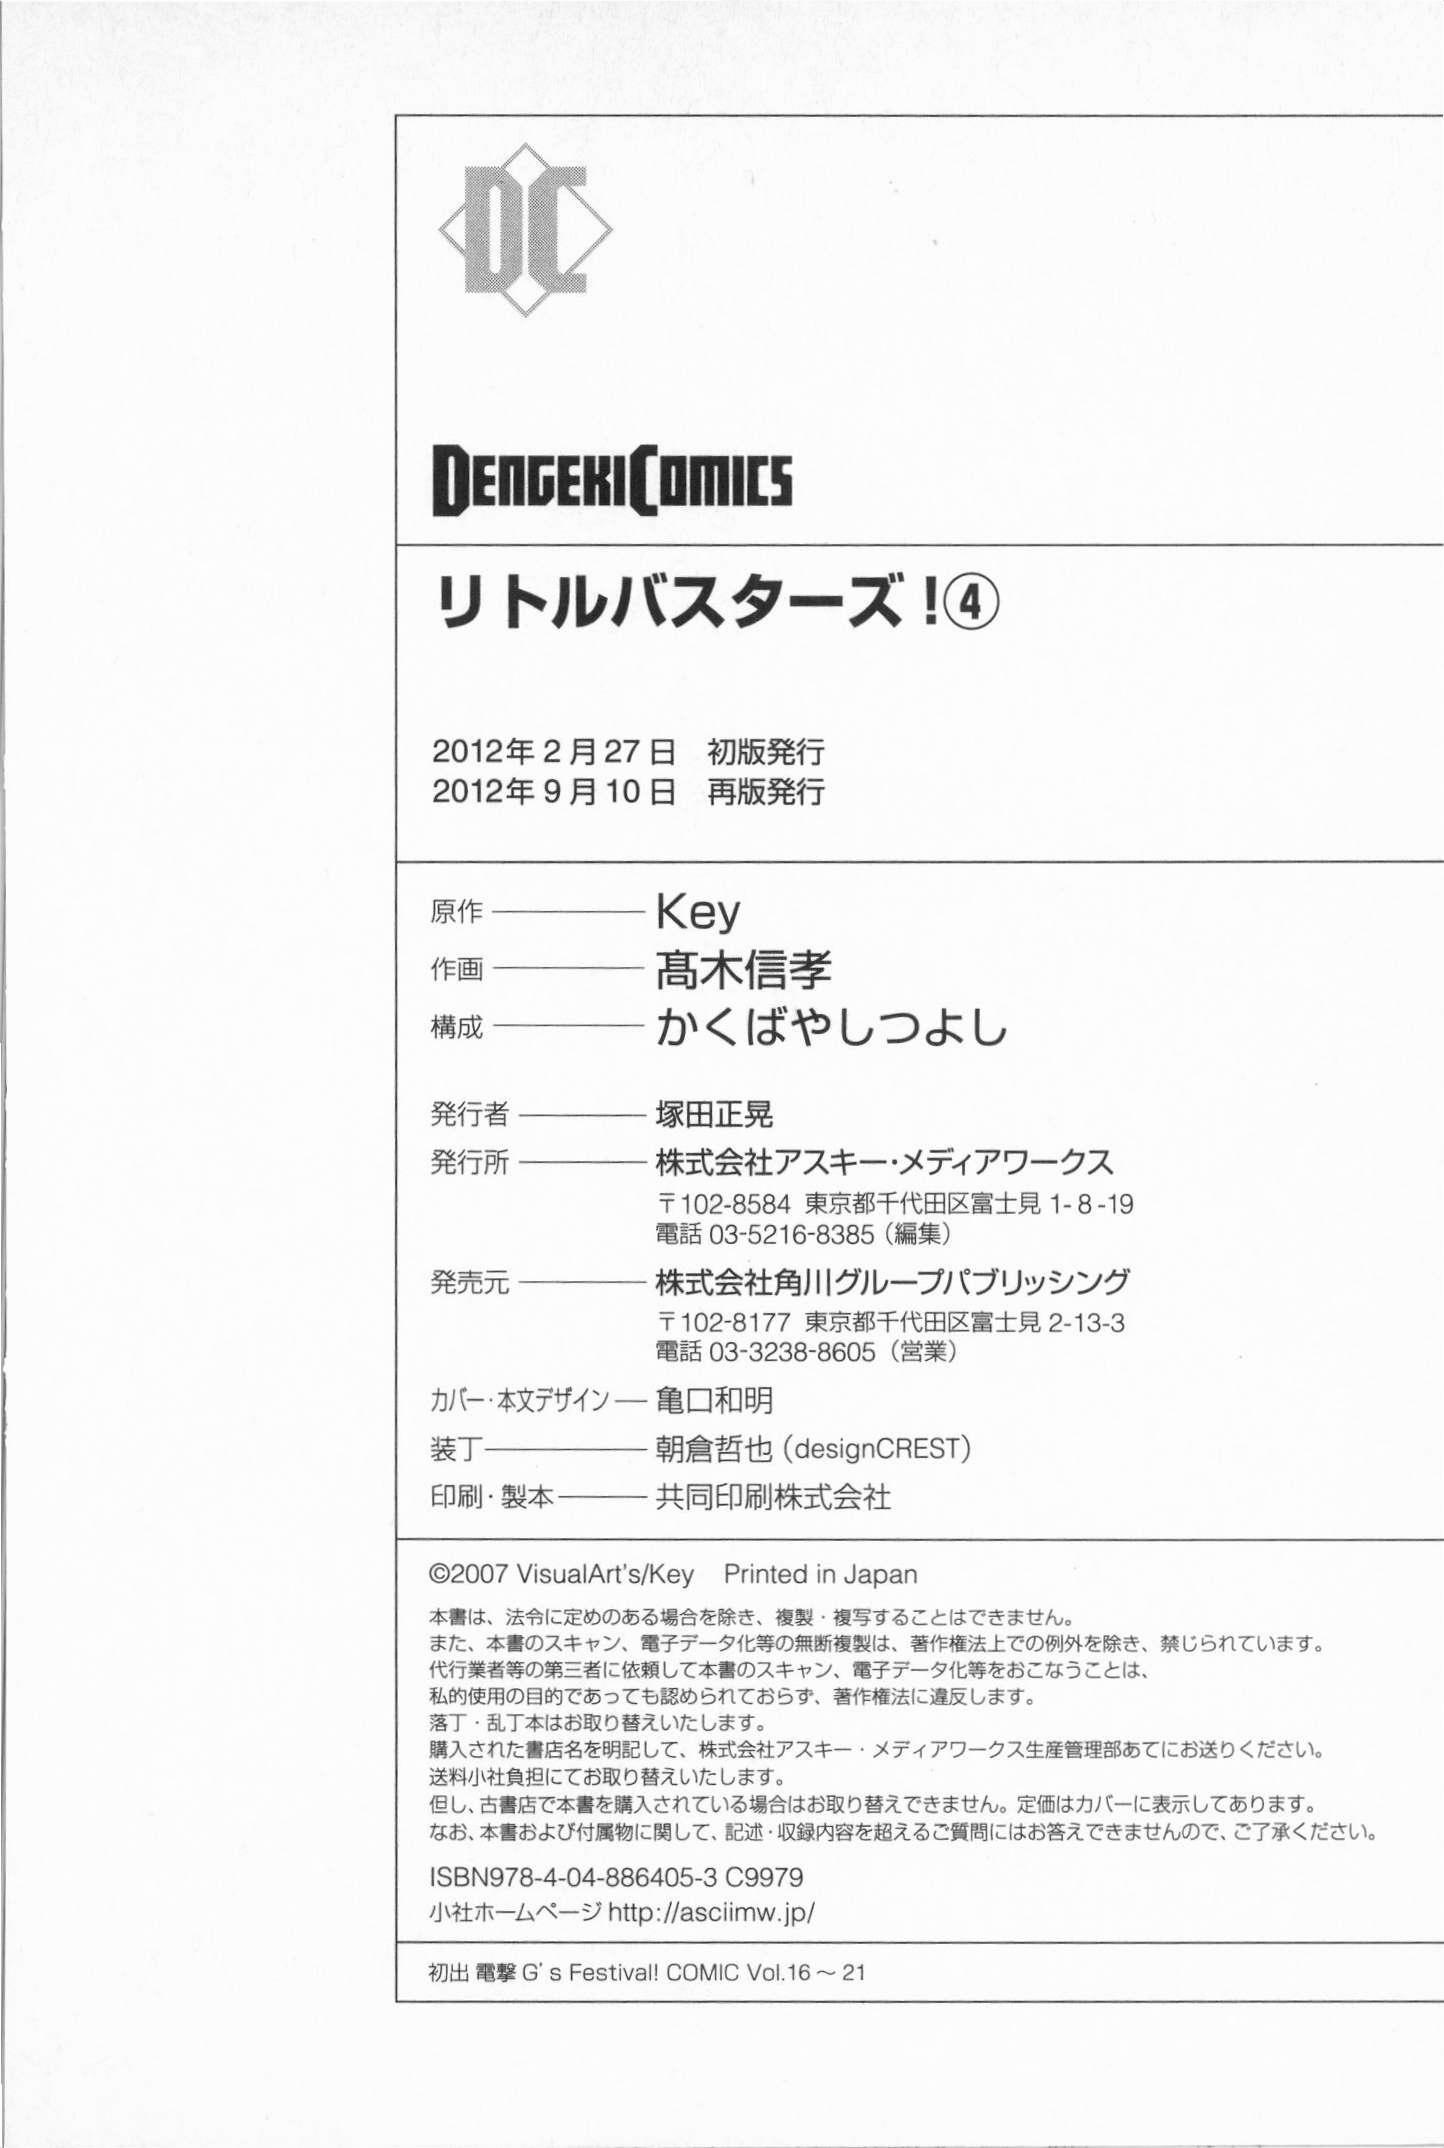 DC
DENGEKI COMICS
リトルバスターズ!④
2012年2月27日 初版発行
2012年9月10日 再版発行
原作 Key
作画 髙木信孝
構成 かくばやしつよし
発行者 塚田正晃
発行所 株式会社アスキー・メディアワークス
〒102-8584 東京都千代田区富士見 1-8-19
電話 03-5216-8385(編集)
発売元 株式会社角川グループパブリッシング
〒102-8177 東京都千代田区富士見 2-13-3
電話 03-3238-8605(営業)
カバー・本文デザイン 亀口和明
装丁 朝倉哲也(designCREST)
印刷・製本 共同印刷株式会社
©2007 VisualArt's/Key Printed in Japan
本書は、法令に定めのある場合を除き、複製・複写することはできません。
また、本書のスキャン、電子データ化等の無断複製は、著作権法上での例外を除き、禁じられています。
代行業者等の第三者に依頼して本書のスキャン、電子データ化等をおこなうことは、
私的使用の目的であっても認められておらず、著作権法に違反します。
落丁・乱丁本はお取り替えいたします。
購入された書店名を明記して、株式会社アスキー・メディアワークス生産管理部あてにお送りください。
送料小社負担にてお取り替えいたします。
但し、古書店で本書を購入されている場合はお取り替えできません。定価はカバーに表示してあります。
なお、本書および付属物に関して、記述・収録内容を超えるご質問にはお答えできませんので、ご了承ください。
ISBN978-4-04-886405-3 C9979
小社ホームページ http://asciimw.jp/
初出 電撃 G's Festival! COMIC Vol.16～21